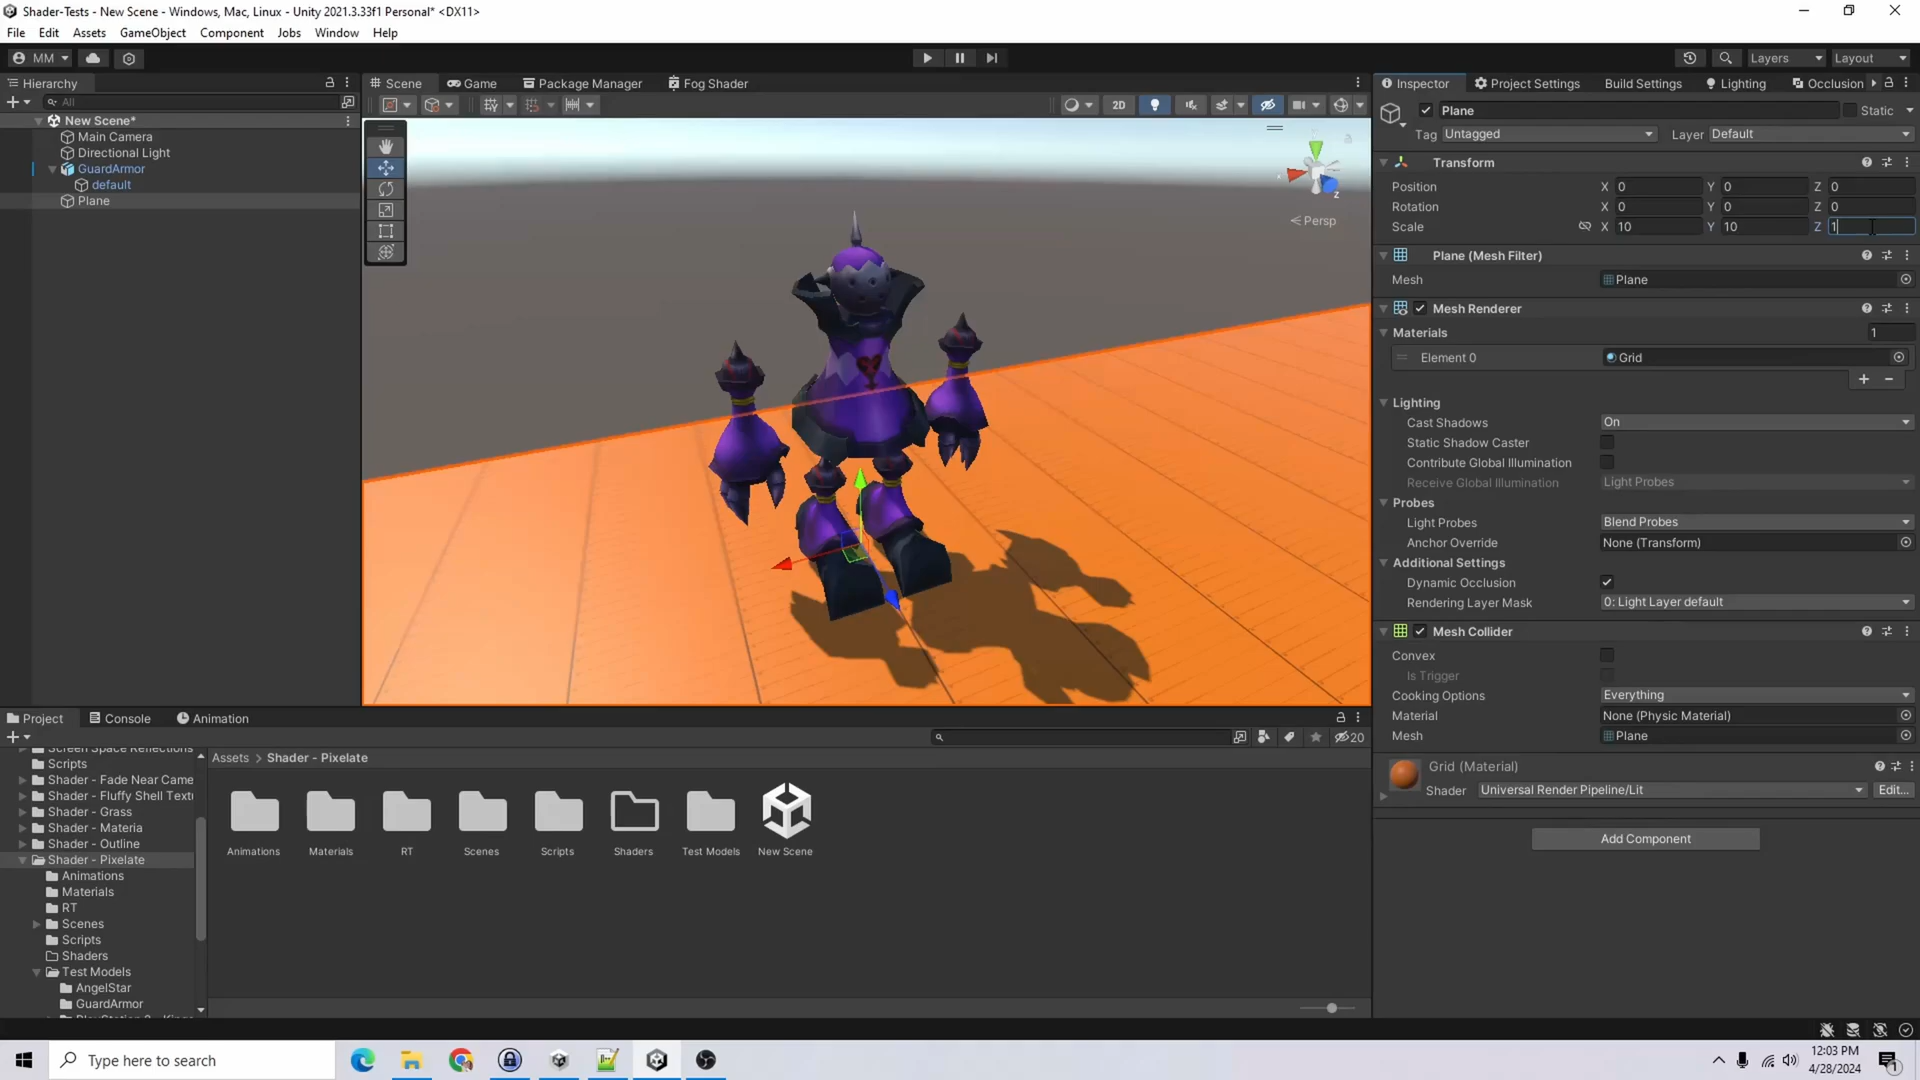 Shader-Tests - New Scene - Windows, Mac, Linux - Unity 2021.3.33f1 Personal* <DX11>
File Edit Assets GameObject Component Jobs Window Help
MM Layers Layout
Hierarchy
All
New Scene*
Main Camera
Directional Light
GuardArmor
default
Plane
Scene Game Package Manager Fog Shader
2D
z
< Persp
Inspector Project Settings Build Settings Lighting Occlusion
Plane Static
Tag Untagged Layer Default
Transform
Position X 0 Y 0 Z 0
Rotation X 0 Y 0 Z 0
Scale X 10 Y 10 Z 1
Plane (Mesh Filter)
Mesh Plane
Mesh Renderer
Materials 1
Element 0 Grid
Lighting
Cast Shadows On
Static Shadow Caster
Contribute Global Illumination
Receive Global Illumination Light Probes
Probes
Light Probes Blend Probes
Anchor Override None (Transform)
Additional Settings
Dynamic Occlusion
Rendering Layer Mask 0: Light Layer default
Mesh Collider
Convex
Is Trigger
Cooking Options Everything
Material None (Physic Material)
Mesh Plane
Grid (Material)
Shader Universal Render Pipeline/Lit Edit...
Add Component
Project Console Animation
20
Screen Space Reflections
Scripts
Shader - Fade Near Came
Shader - Fluffy Shell Textu
Shader - Grass
Shader - Materia
Shader - Outline
Shader - Pixelate
Animations
Materials
RT
Scenes
Scripts
Shaders
Test Models
AngelStar
GuardArmor
Assets > Shader - Pixelate
Animations Materials RT Scenes Scripts Shaders Test Models New Scene
Type here to search
12:03 PM
4/28/2024
1